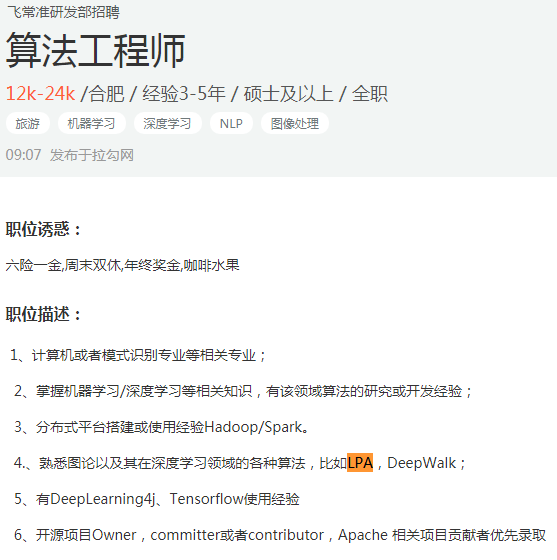 飞常准研发部招聘
算法工程师
12k-24k /合肥 / 经验3-5年 / 硕士及以上 / 全职
旅游 机器学习 深度学习 NLP 图像处理
09:07 发布于拉勾网
职位诱惑：
六险一金,周末双休,年终奖金,咖啡水果
职位描述：
1、计算机或者模式识别专业等相关专业；
2、掌握机器学习/深度学习等相关知识，有该领域算法的研究或开发经验；
3、分布式平台搭建或使用经验Hadoop/Spark。
4.、熟悉图论以及其在深度学习领域的各种算法，比如LPA，DeepWalk；
5、有DeepLearning4j、Tensorflow使用经验
6、开源项目Owner，committer或者contributor，Apache 相关项目贡献者优先录取